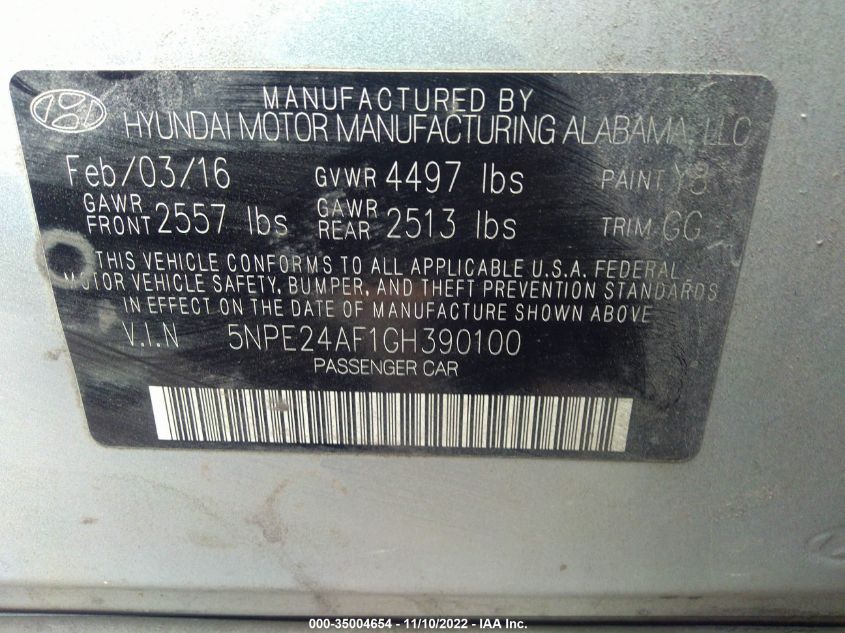 MANUFACTURED BY
HYUNDAI MOTOR MANUFACTURING ALABAMA, LLC
Feb/03/16 GVWR 4497 lbs PAINT Y8
GAWR FRONT 2557 lbs GAWR REAR 2513 lbs TRIM GG
THIS VEHICLE CONFORMS TO ALL APPLICABLE U.S.A. FEDERAL
MOTOR VEHICLE SAFETY, BUMPER, AND THEFT PREVENTION STANDARDS
IN EFFECT ON THE DATE OF MANUFACTURE SHOWN ABOVE.
V.I.N 5NPE24AF1GH390100
PASSENGER CAR
000-35004654 - 11/10/2022 - IAA Inc.